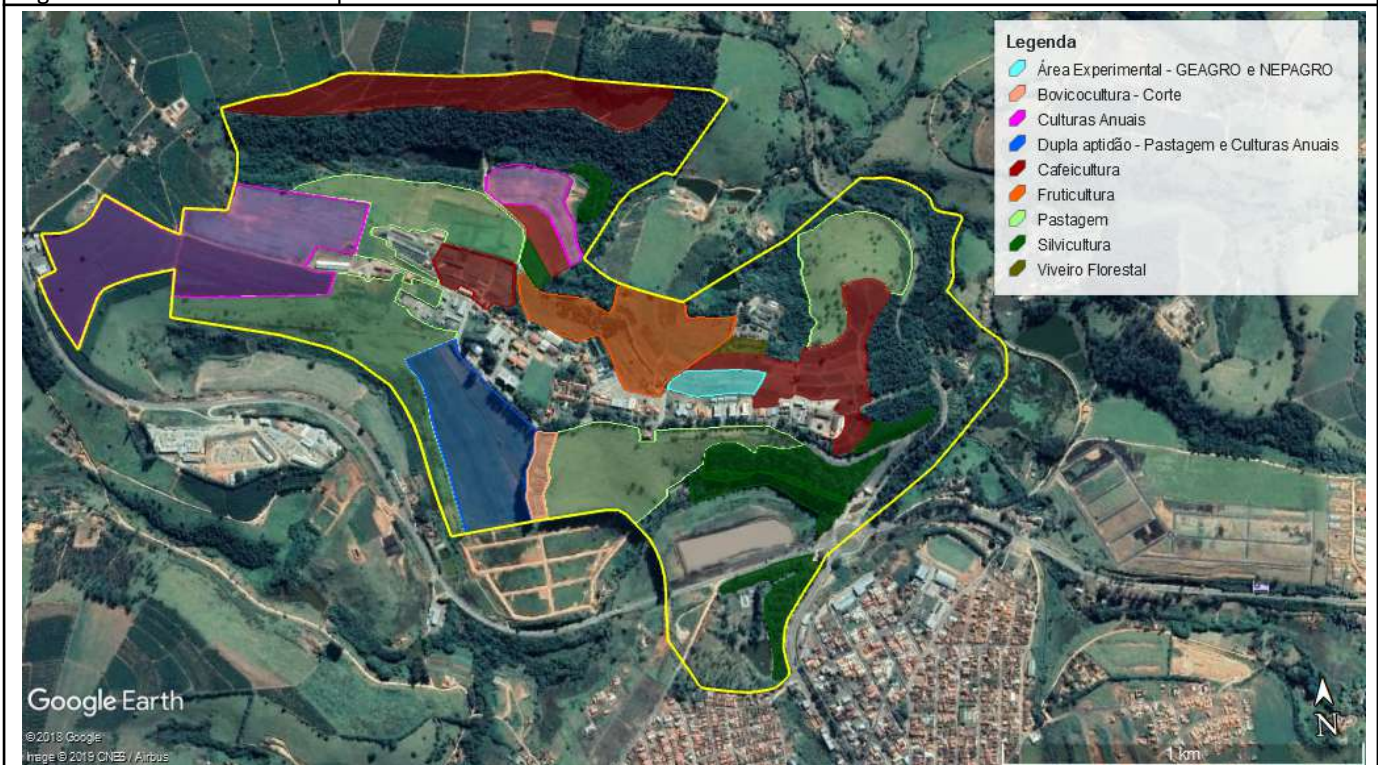 Legenda
Área Experimental - GEAGRO e NEPAGRO
Bovicocultura - Corte
Culturas Anuais
Dupla aptidão - Pastagem e Culturas Anuais
Cafeicultura
Fruticultura
Pastagem
Silvicultura
Viveiro Florestal
Google Earth
N
© 2018 Google
Image © 2019 CNES / Airbus
1 km